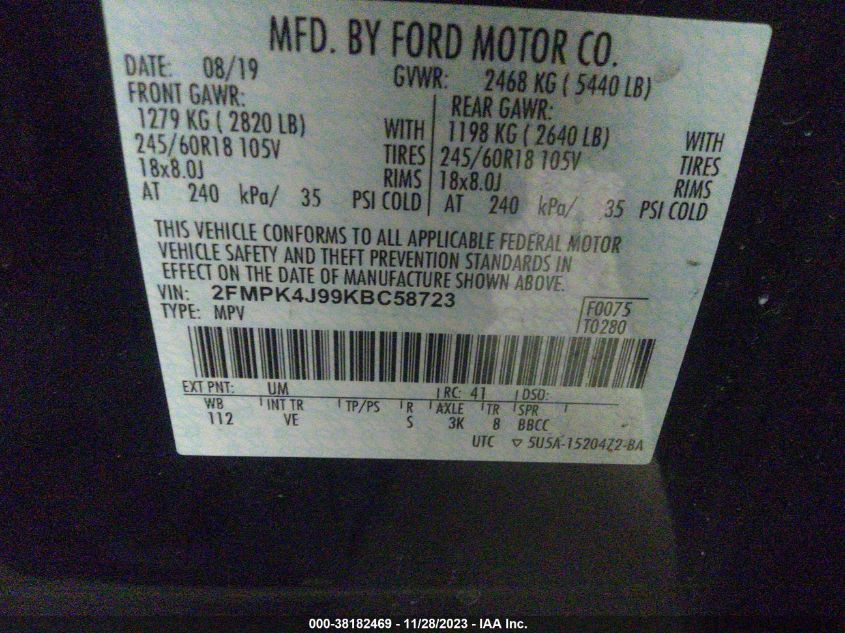 MFD. BY FORD MOTOR CO.
DATE: 08/19 GVWR: 2468 KG ( 5440 LB)
FRONT GAWR: REAR GAWR:
1279 KG ( 2820 LB) WITH 1198 KG ( 2640 LB) WITH
245/60R18 105V TIRES 245/60R18 105V TIRES
18x8.0J RIMS 18x8.0J RIMS
AT 240 kPa/ 35 PSI COLD AT 240 kPa/ 35 PSI COLD
THIS VEHICLE CONFORMS TO ALL APPLICABLE FEDERAL MOTOR
VEHICLE SAFETY AND THEFT PREVENTION STANDARDS IN
EFFECT ON THE DATE OF MANUFACTURE SHOWN ABOVE.
VIN: 2FMPK4J99KBC58723 F0075
TYPE: MPV T0280
EXT PNT: UM RC: 41 DSO:
WB INT TR TP/PS R AXLE TR SPR
112 VE S 3K 8 BBCC
UTC ▽ 5U5A-1520472-BA
000-38182469 - 11/28/2023 - IAA Inc.